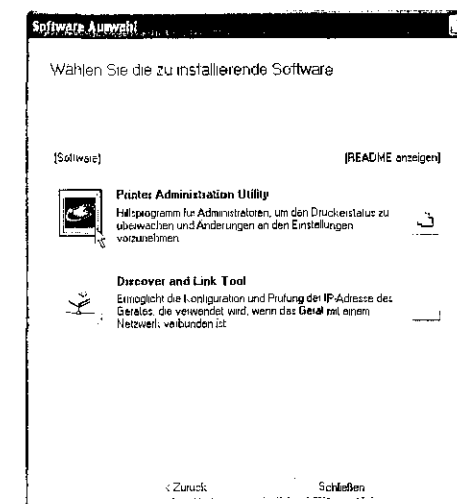 Software Auswahl
Wählen Sie die zu installierende Software
[Software] [README anzeigen]
Printer Administration Utility
Hilfsprogramm für Administratoren, um den Druckerstatus zu
überwachen und Änderungen an den Einstellungen
vorzunehmen
Discover and Link Tool
Ermöglicht die Konfiguration und Prüfung der IP-Adresse des
Gerätes, die verwendet wird, wenn das Gerät mit einem
Netzwerk verbunden ist
< Zurück Schließen